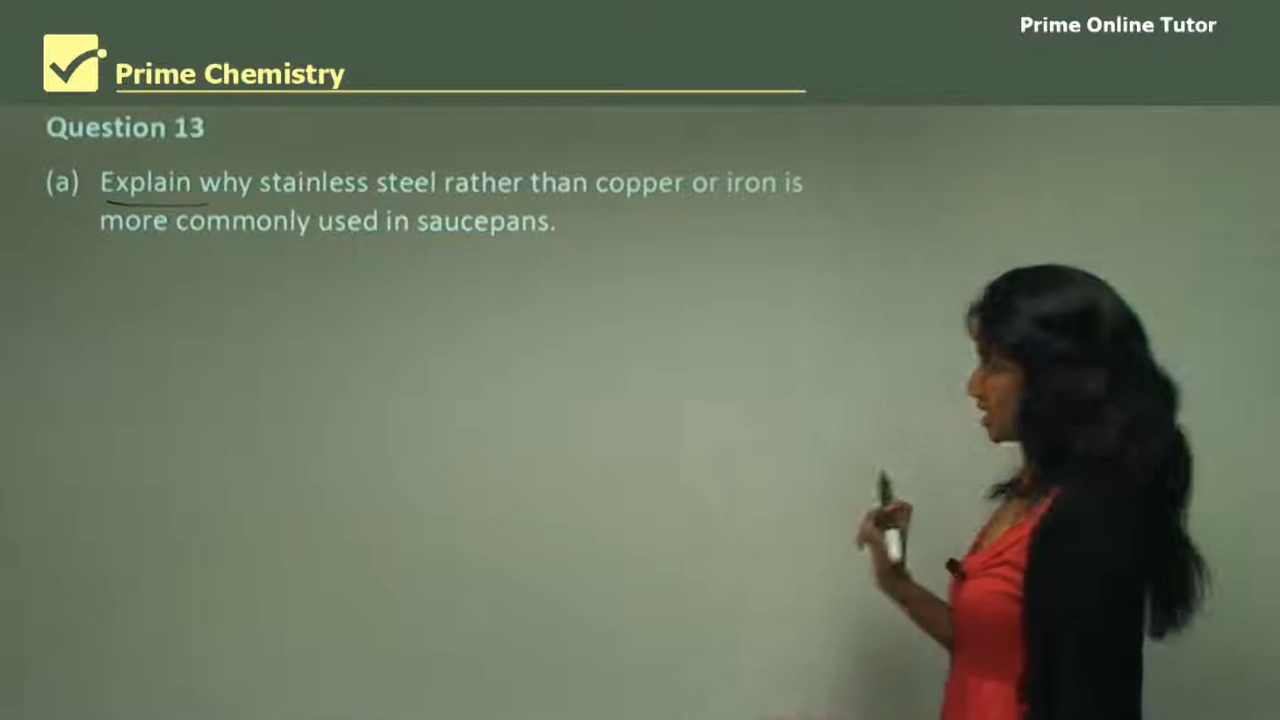 Prime Online Tutor
Prime Chemistry
Question 13
(a) Explain why stainless steel rather than copper or iron is
more commonly used in saucepans.